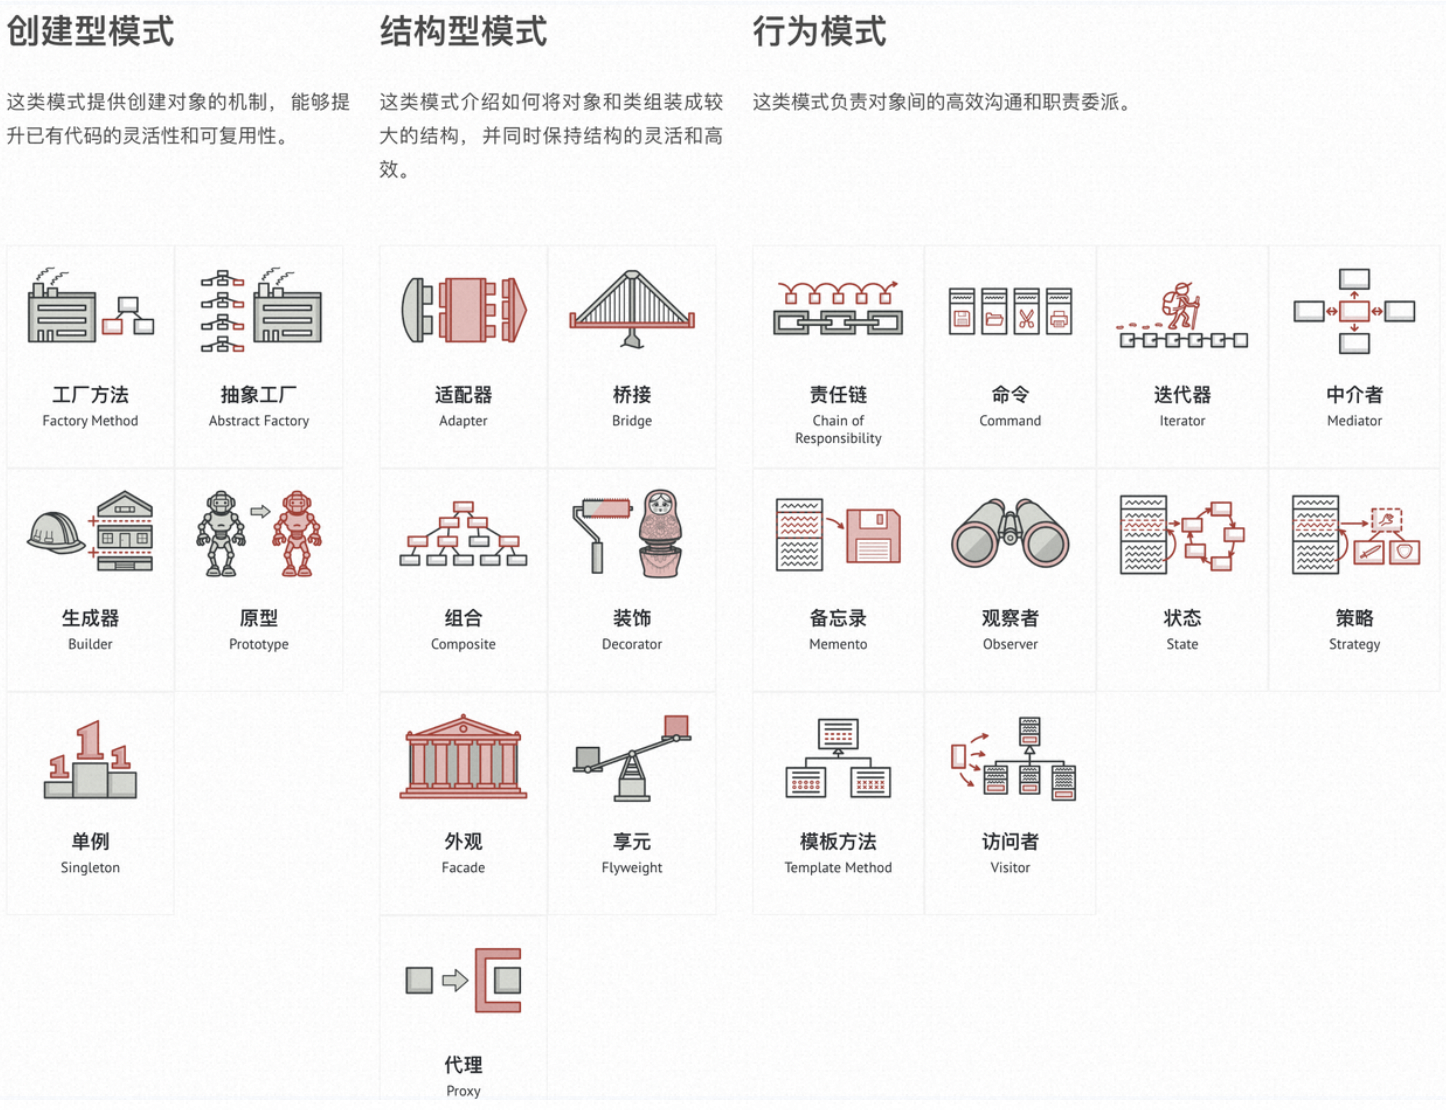 创建型模式
这类模式提供创建对象的机制， 能够提
升已有代码的灵活性和可复用性。
工厂方法
Factory Method
抽象工厂
Abstract Factory
生成器
Builder
原型
Prototype
单例
Singleton
结构型模式
这类模式介绍如何将对象和类组装成较
大的结构， 并同时保持结构的灵活和高
效。
适配器
Adapter
桥接
Bridge
组合
Composite
装饰
Decorator
外观
Facade
享元
Flyweight
代理
Proxy
行为模式
这类模式负责对象间的高效沟通和职责委派。
责任链
Chain of
Responsibility
命令
Command
迭代器
Iterator
中介者
Mediator
备忘录
Memento
观察者
Observer
状态
State
策略
Strategy
模板方法
Template Method
访问者
Visitor